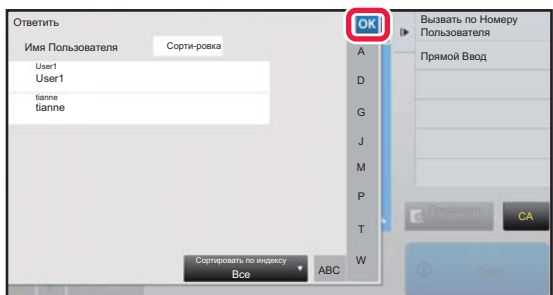 Ответить
OK
Имя Пользователя
Сорти-ровка
User1
User1
tianne
tianne
A
D
G
J
M
P
T
W
Сортировать по индексу
Все
ABC
Вызвать по Номеру
Пользователя
Прямой Ввод
Предварит.
CA
Старт